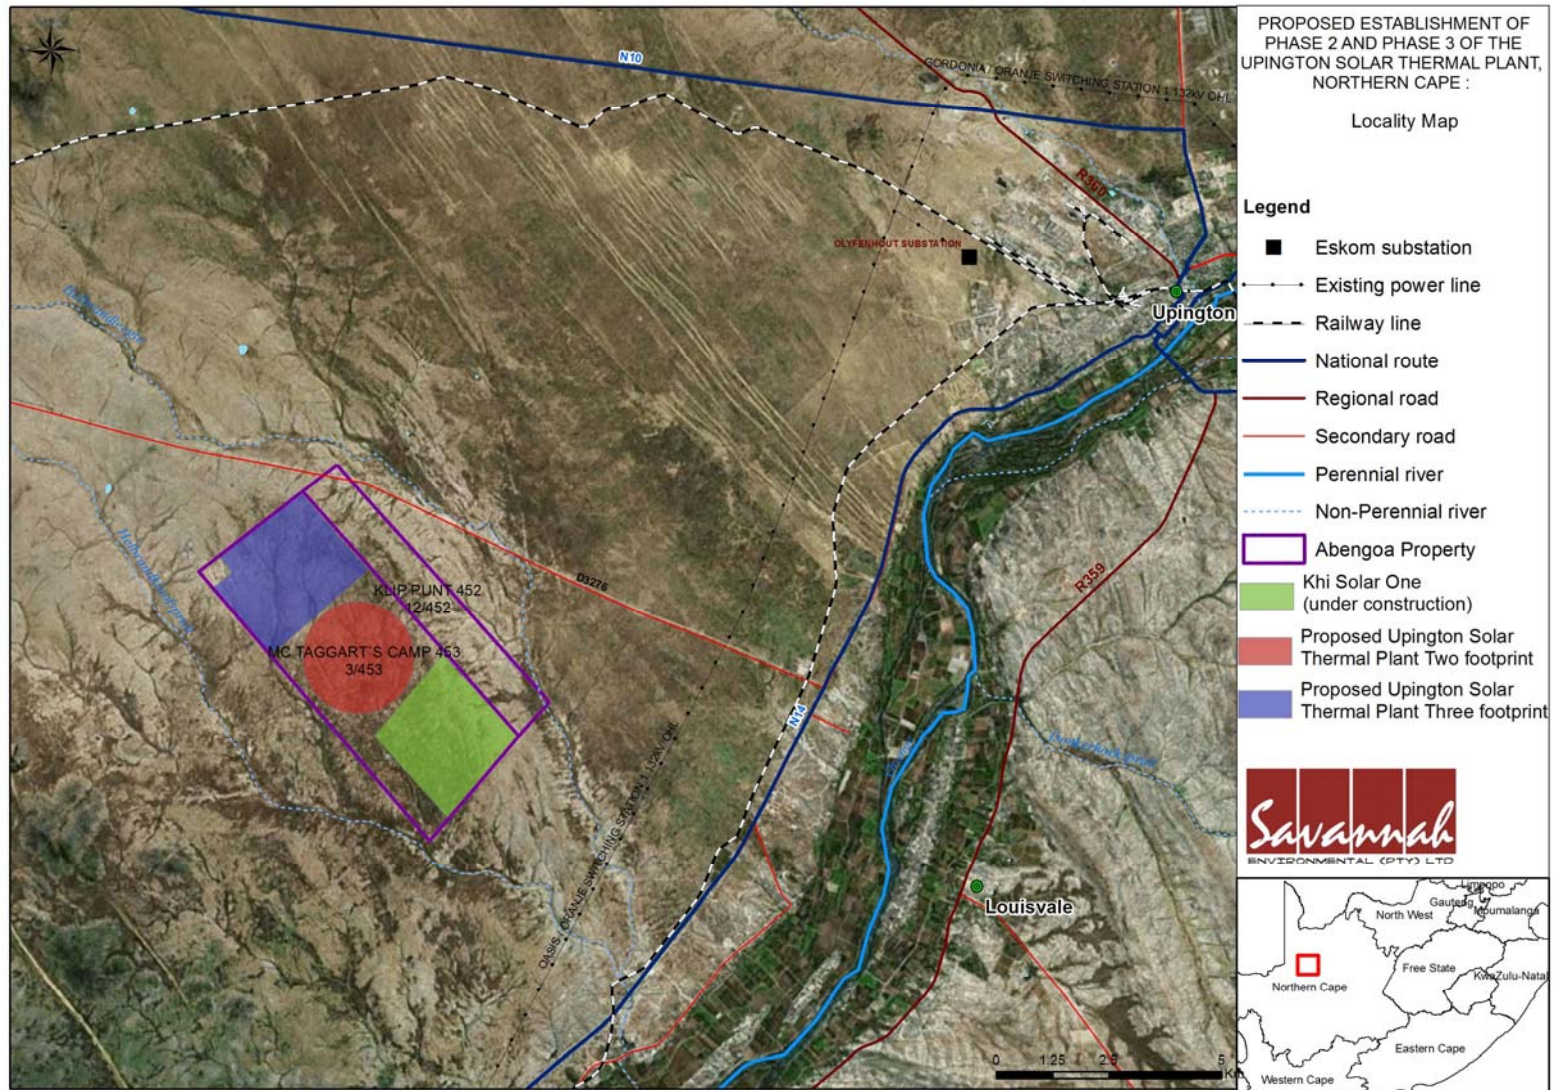 PROPOSED ESTABLISHMENT OF
PHASE 2 AND PHASE 3 OF THE
UPINGTON SOLAR THERMAL PLANT,
NORTHERN CAPE :
Locality Map
Legend
Eskom substation
Existing power line
Railway line
National route
Regional road
Secondary road
Perennial river
Non-Perennial river
Abengoa Property
Khi Solar One
(under construction)
Proposed Upington Solar
Thermal Plant Two footprint
Proposed Upington Solar
Thermal Plant Three footprint
Savannah
ENVIRONMENTAL (PTY) LTD
Limpopo
Gauteng
North West
Mpumalanga
Free State
KwaZulu-Natal
Northern Cape
Eastern Cape
Western Cape
N10
GORDONIA / ORANJE SWITCHING STATION 1 132kV OHL
R360
OLYFENHOUT SUBSTATION
Upington
KLIP PUNT 452
12/452
D3276
R359
MC TAGGART`S CAMP 453
3/453
N14
OASIS / ORANJE SWITCHING STATION 1 132kV OHL
Louisvale
0 1.25 2.5 5
Km